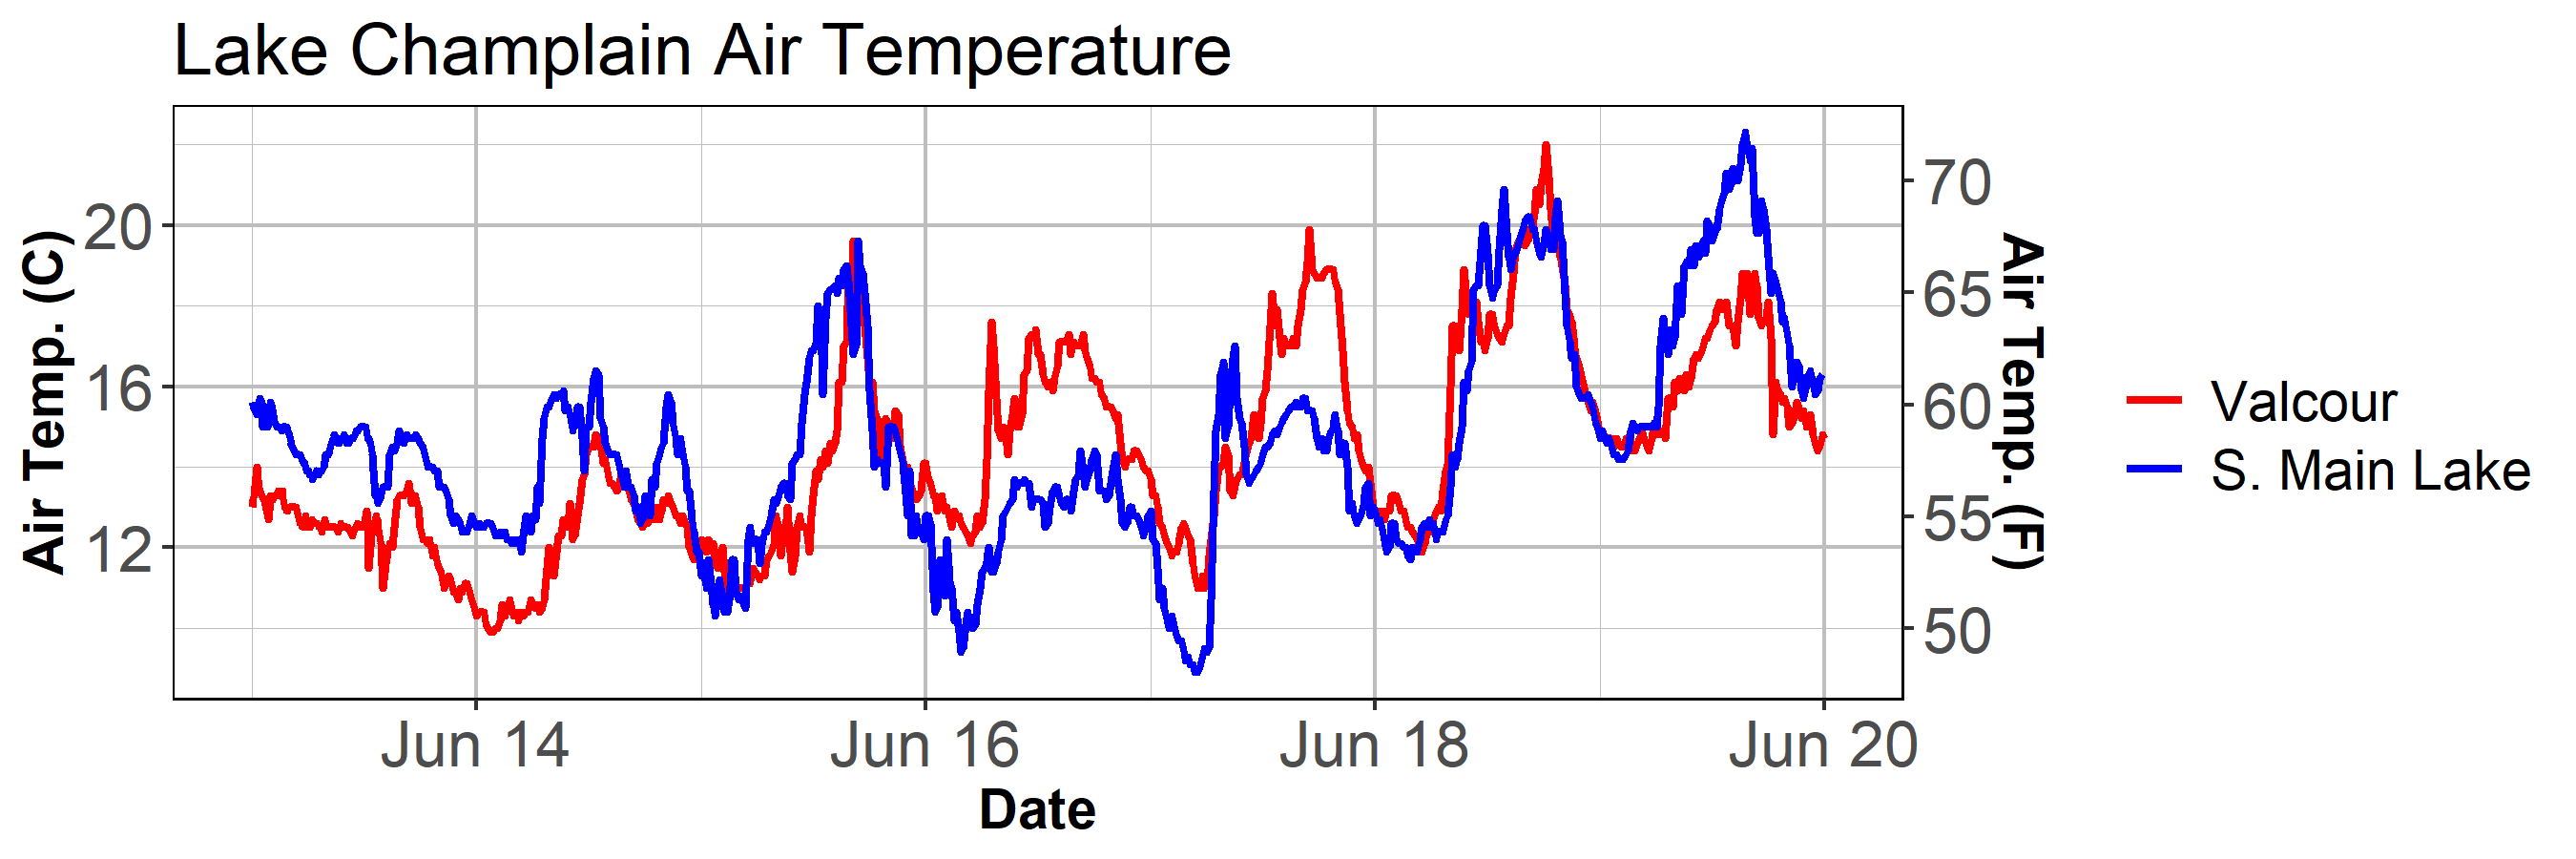 Lake Champlain Air Temperature
Air Temp. (C)
20
16
12
70
65
60
55
50
Air Temp. (F)
Jun 14
Jun 16
Jun 18
Jun 20
Date
Valcour
S. Main Lake